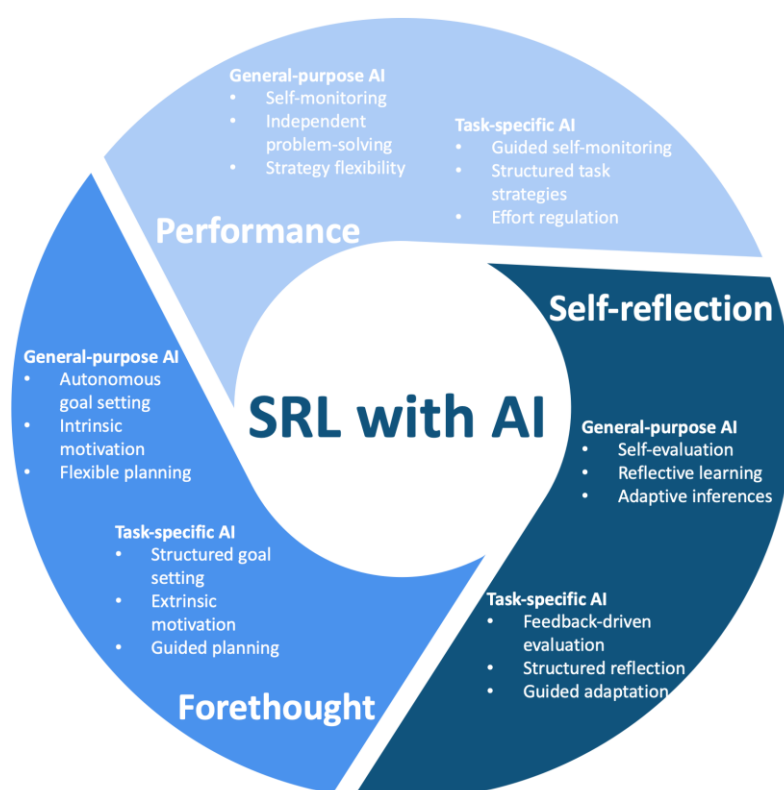 General-purpose AI
• Self-monitoring
• Independent
problem-solving
• Strategy flexibility
Task-specific AI
• Guided self-monitoring
• Structured task
strategies
• Effort regulation
Performance
Self-reflection
General-purpose AI
• Autonomous
goal setting
• Intrinsic
motivation
• Flexible planning
SRL with AI
General-purpose AI
• Self-evaluation
• Reflective learning
• Adaptive inferences
Task-specific AI
• Structured goal
setting
• Extrinsic
motivation
• Guided planning
Task-specific AI
• Feedback-driven
evaluation
• Structured reflection
• Guided adaptation
Forethought